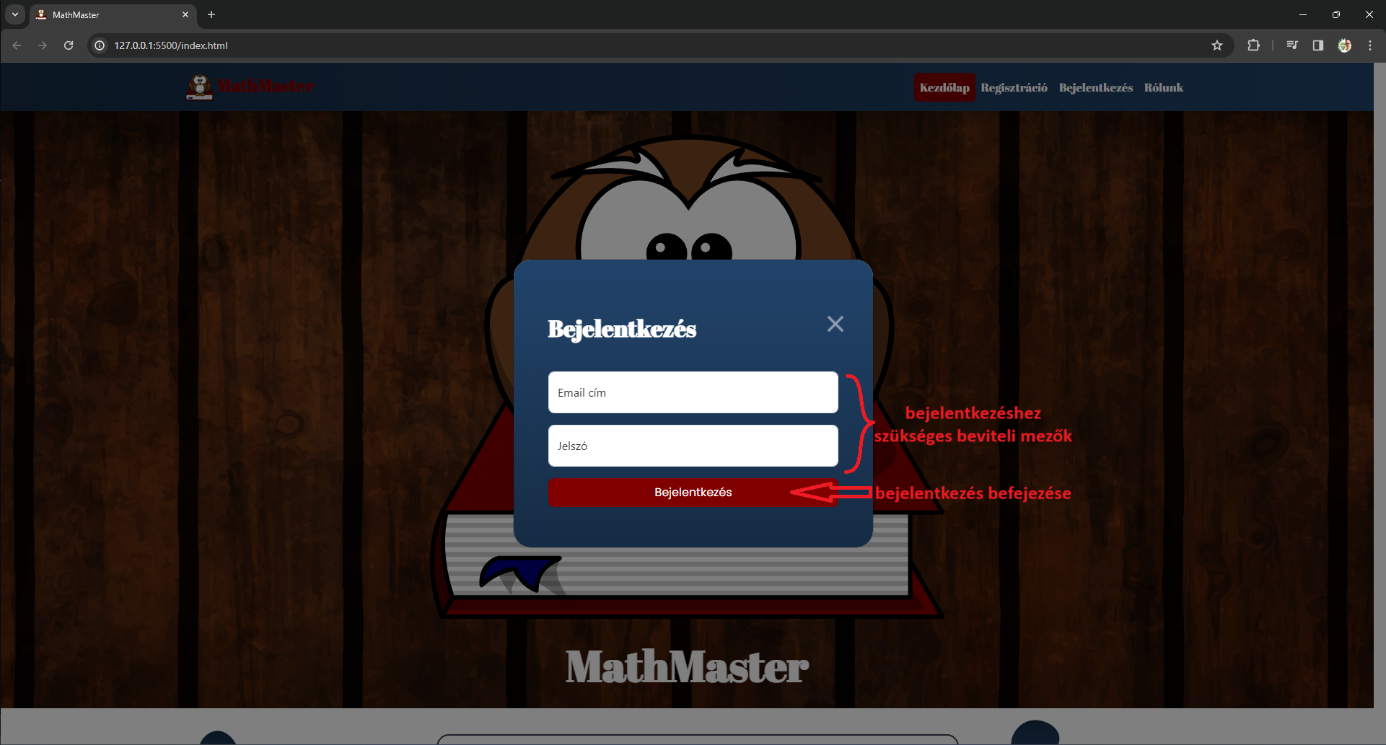 MathMaster
127.0.0.1:5500/index.html
MathMaster
Kezdőlap Regisztráció Bejelentkezés Rólunk
Bejelentkezés
Email cím
Jelszó
Bejelentkezés
bejelentkezéshez
szükséges beviteli mezők
bejelentkezés befejezése
MathMaster